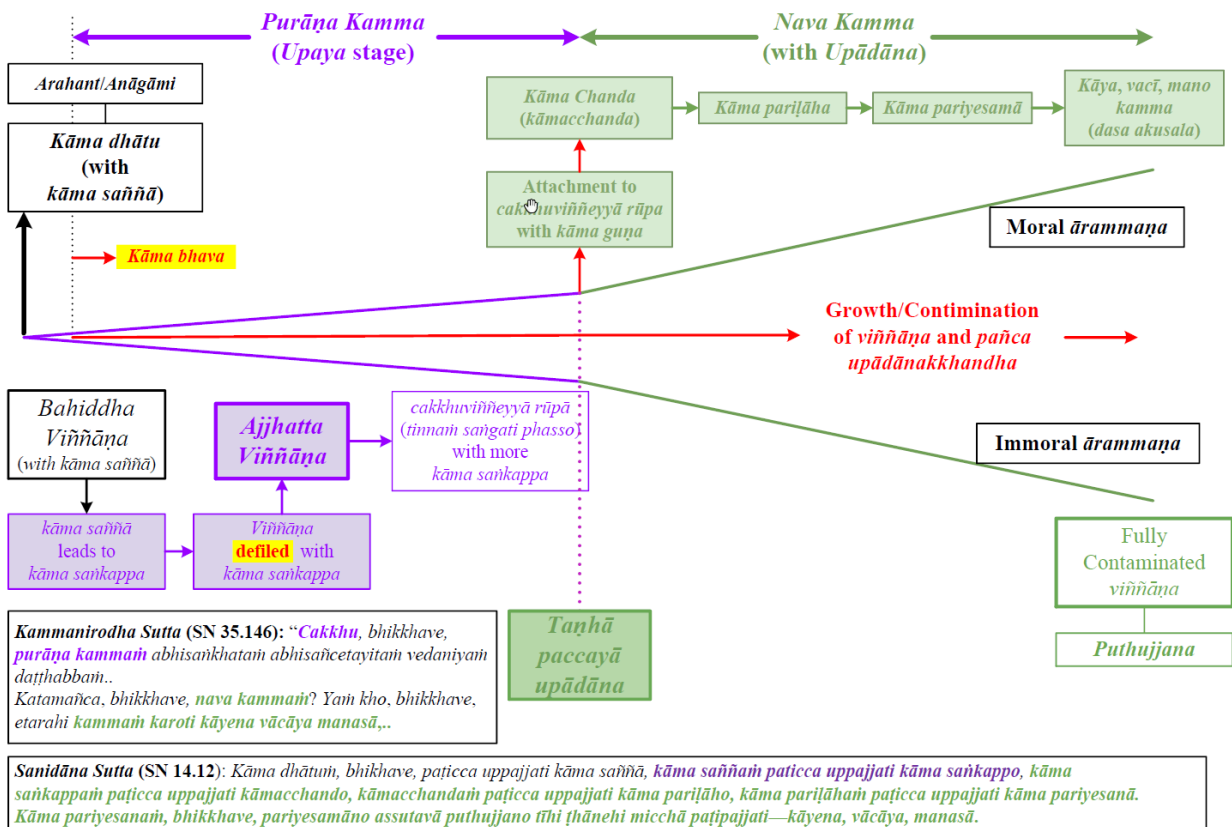 Purāṇa Kamma
(Upaya stage)
Nava Kamma
(with Upādāna)
Arahant/Anāgāmi
Kāma dhātu
(with
kāma saññā)
Kāma bhava
Kāma Chanda
(kāmacchanda)
Kāma pariḷāha
Kāma pariyesamā
Kāya, vacī, mano
kamma
(dasa akusala)
Attachment to
cakkhuviññeyyā rūpa
with kāma guṇa
Moral ārammaṇa
Growth/Contimination
of viññāṇa and pañca
upādānakkhandha
Immoral ārammaṇa
Bahiddha
Viññāṇa
(with kāma saññā)
Ajjhatta
Viññāṇa
cakkhuviññeyyā rūpā
(tinnaṁ saṅgati phasso)
with more
kāma saṅkappa
kāma saññā
leads to
kāma saṅkappa
Viññāṇa
defiled with
kāma saṅkappa
Taṇhā
paccayā
upādāna
Fully
Contaminated
viññāṇa
Puthujjana
Kammanirodha Sutta (SN 35.146): “Cakkhu, bhikkhave,
purāṇa kammaṁ abhisaṅkhataṁ abhisañcetayitaṁ vedaniyaṁ
daṭṭhabbaṁ..
Katamañca, bhikkhave, nava kammaṁ? Yaṁ kho, bhikkhave,
etarahi kammaṁ karoti kāyena vācāya manasā,..
Sanidāna Sutta (SN 14.12): Kāma dhātuṁ, bhikhave, paṭicca uppajjati kāma saññā, kāma saññaṁ paticca uppajjati kāma saṅkappo, kāma
saṅkappaṁ paṭicca uppajjati kāmacchando, kāmacchandaṁ paṭicca uppajjati kāma pariḷāho, kāma pariḷāhaṁ paṭicca uppajjati kāma pariyesanā.
Kāma pariyesanaṁ, bhikkhave, pariyesamāno assutavā puthujjano tīhi ṭhānehi micchā paṭipajjati—kāyena, vācāya, manasā.